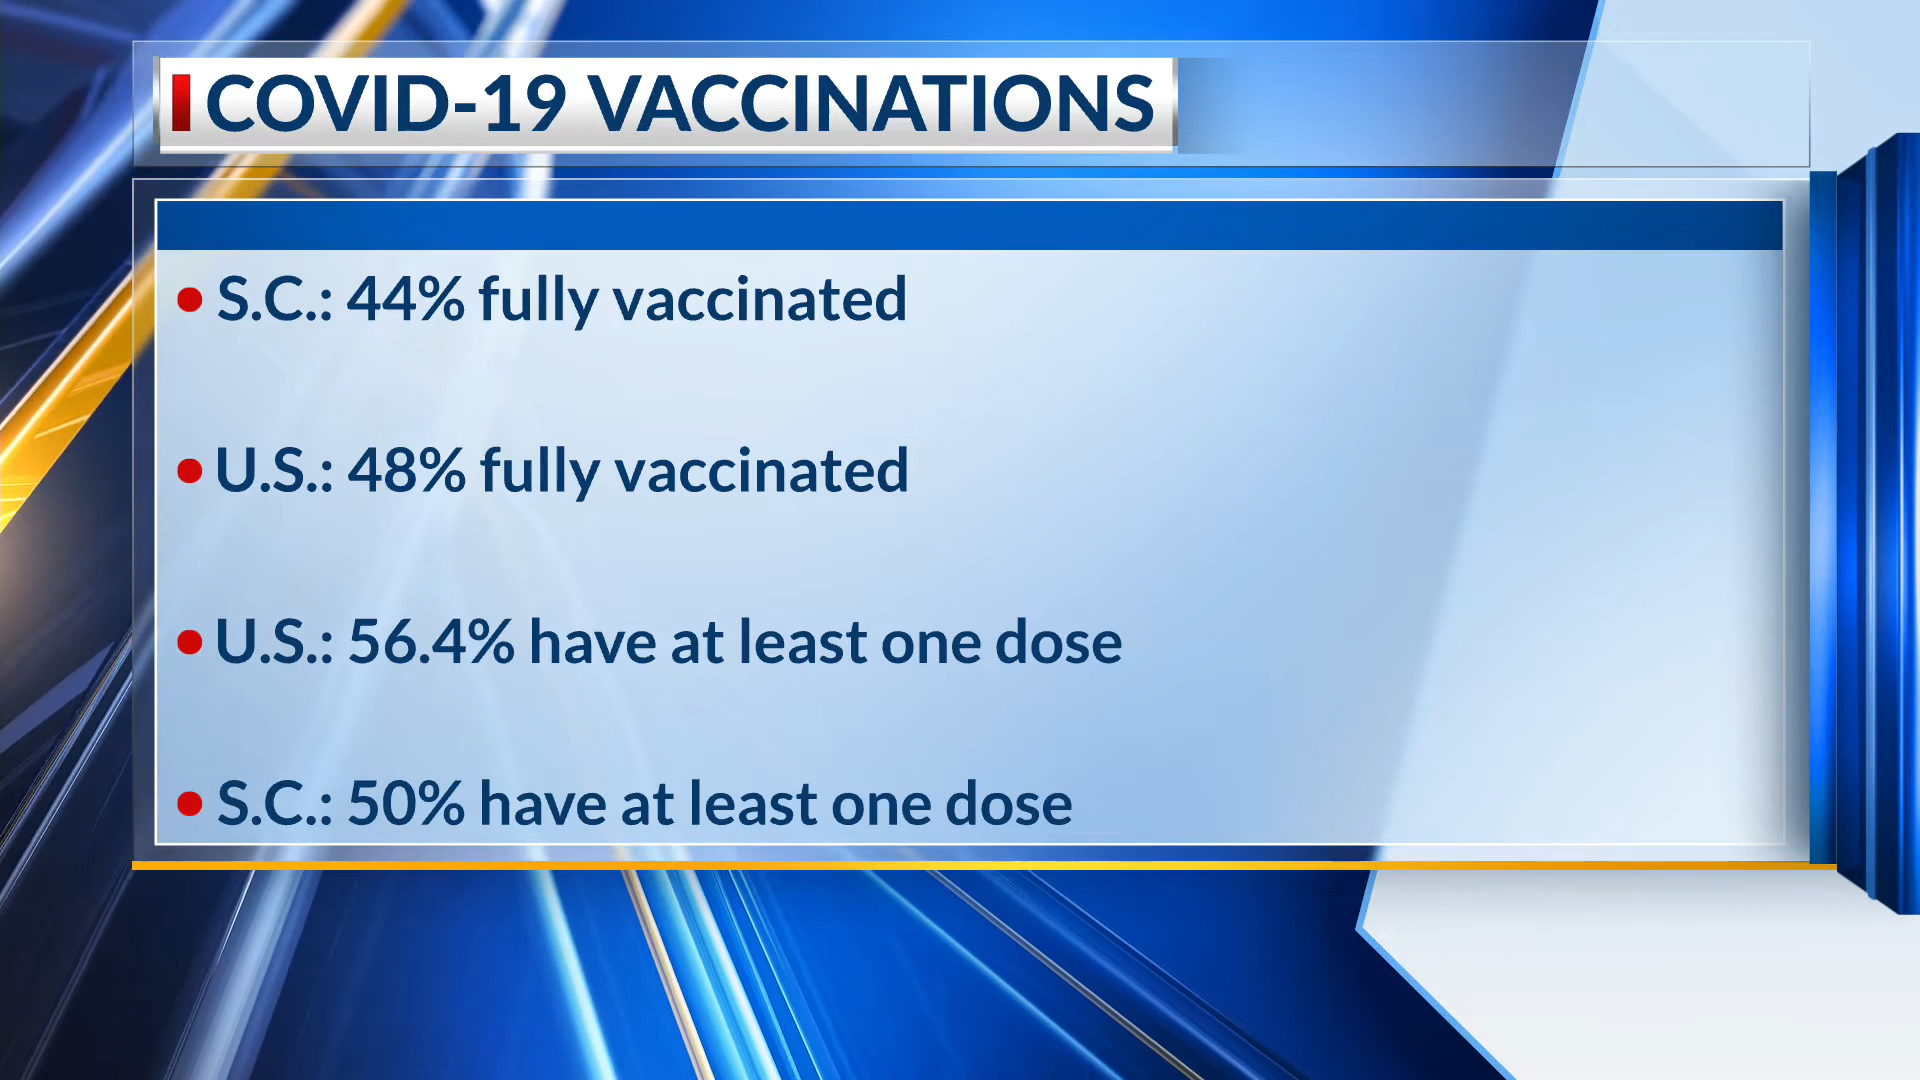 COVID-19 VACCINATIONS
• S.C.: 44% fully vaccinated
• U.S.: 48% fully vaccinated
• U.S.: 56.4% have at least one dose
• S.C.: 50% have at least one dose